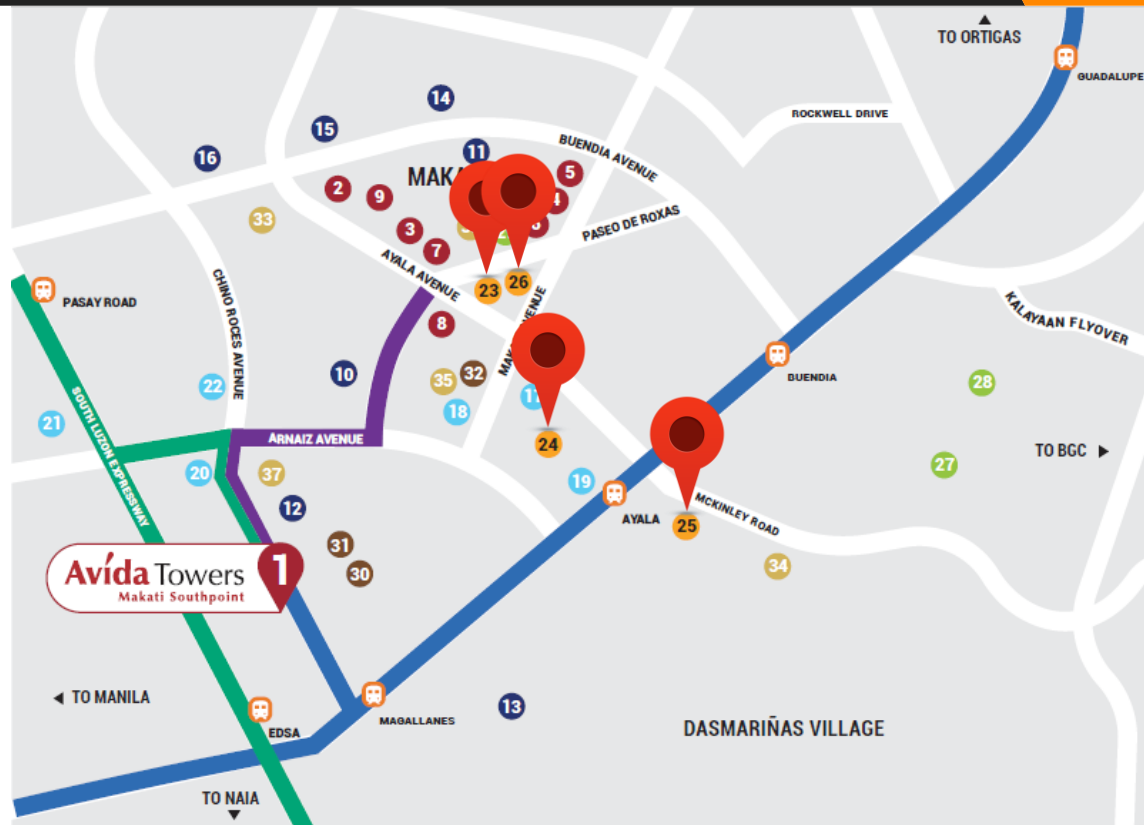 TO ORTIGAS
GUADALUPE
ROCKWELL DRIVE
14
15
11
BUENDIA AVENUE
16
5
2
9
4
33
3
PASEO DE ROXAS
7
AYALA AVENUE
CHINO ROCES AVENUE
23
26
PASAY ROAD
KALAYAAN FLYOVER
8
BUENDIA
10
35
32
22
28
18
21
SOUTH LUZON EXPRESSWAY
ARNAIZ AVENUE
24
TO BGC
27
20
37
19
12
AYALA
25
MCKINLEY ROAD
31
34
30
Avida Towers
Makati Southpoint
1
TO MANILA
13
MAGALLANES
EDSA
DASMARIÑAS VILLAGE
TO NAIA